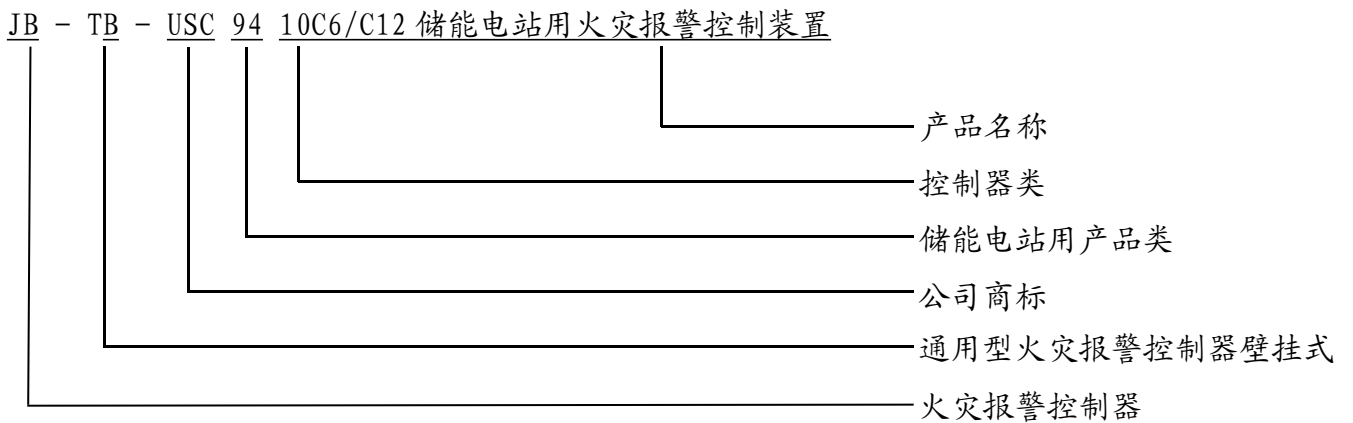 JB - TB - USC 94 10C6/C12 储能电站用火灾报警控制装置
产品名称
控制器类
储能电站用产品类
公司商标
通用型火灾报警控制器壁挂式
火灾报警控制器